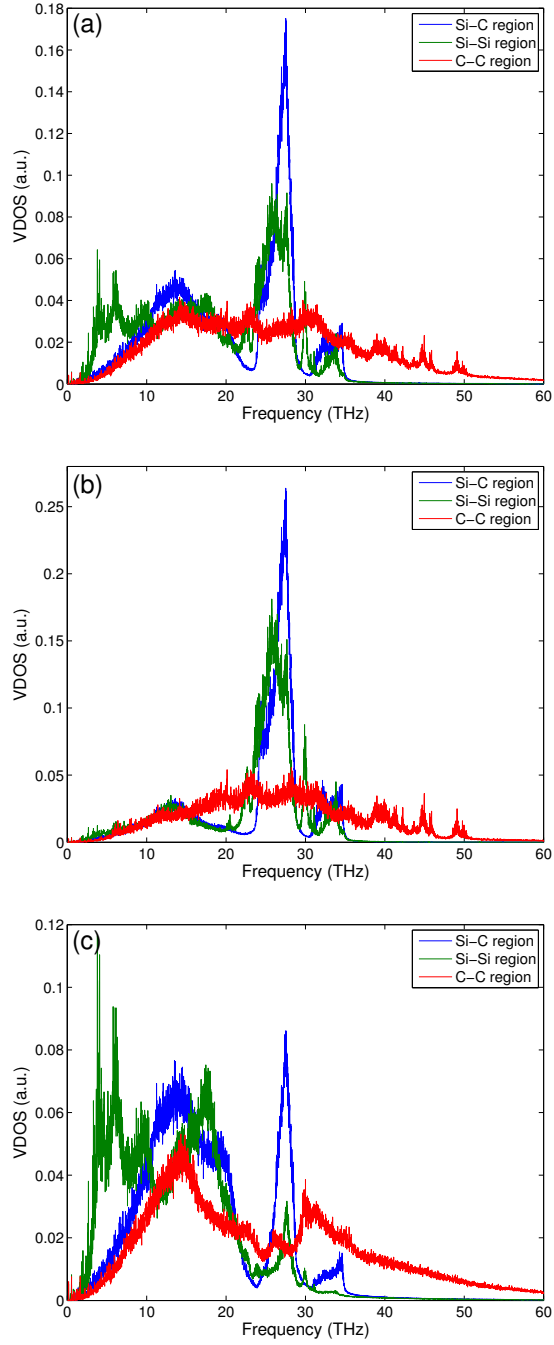 (a)
Si−C region
Si−Si region
C−C region
VDOS (a.u.)
0.18
0.16
0.14
0.12
0.1
0.08
0.06
0.04
0.02
0
0 10 20 30 40 50 60
Frequency (THz)
(b)
Si−C region
Si−Si region
C−C region
VDOS (a.u.)
0.25
0.2
0.15
0.1
0.05
0
0 10 20 30 40 50 60
Frequency (THz)
(c)
Si−C region
Si−Si region
C−C region
VDOS (a.u.)
0.12
0.1
0.08
0.06
0.04
0.02
0
0 10 20 30 40 50 60
Frequency (THz)